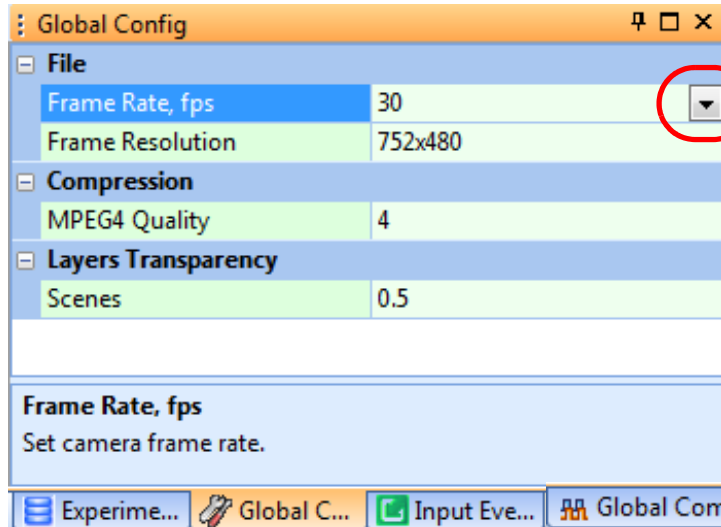 Global Config
File
Frame Rate, fps 30
Frame Resolution 752x480
Compression
MPEG4 Quality 4
Layers Transparency
Scenes 0.5
Frame Rate, fps
Set camera frame rate.
Experime... Global C... Input Eve... Global Com